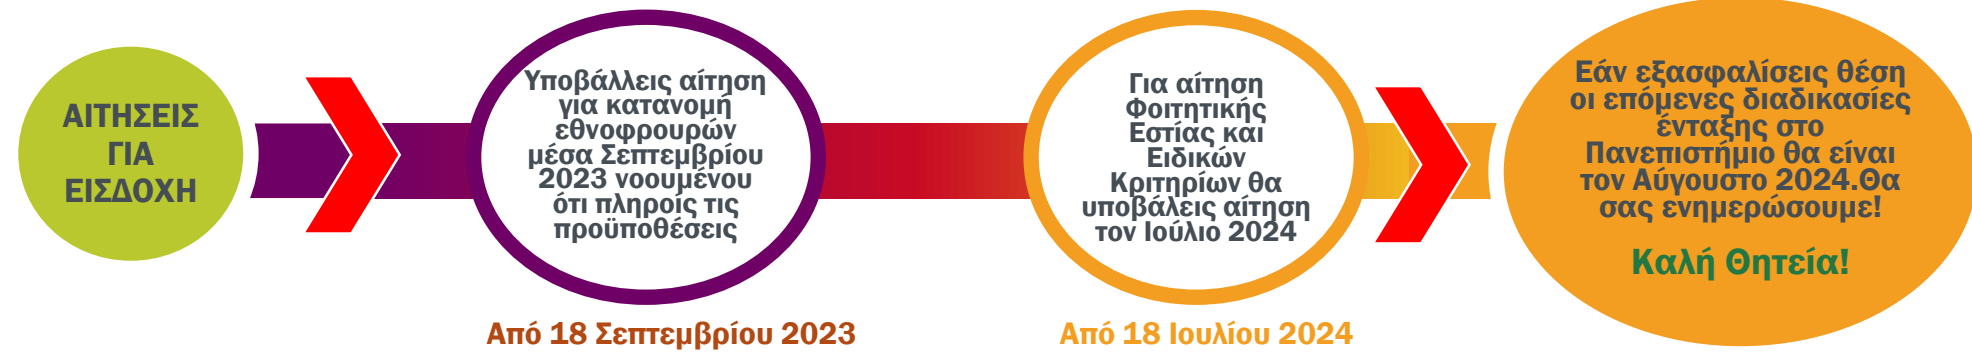 ΑΙΤΗΣΕΙΣ
ΓΙΑ
ΕΙΣΔΟΧΗ
Υποβάλλεις αίτηση
για κατανομή
εθνοφρουρών
μέσα Σεπτεμβρίου
2023 νοουμένου
ότι πληροίς τις
προϋποθέσεις
Από 18 Σεπτεμβρίου 2023
Για αίτηση
Φοιτητικής
Εστίας και
Ειδικών
Κριτηρίων θα
υποβάλεις αίτηση
τον Ιούλιο 2024
Από 18 Ιουλίου 2024
Εάν εξασφαλίσεις θέση
οι επόμενες διαδικασίες
ένταξης στο
Πανεπιστήμιο θα είναι
τον Αύγουστο 2024.Θα
σας ενημερώσουμε!
Καλή Θητεία!